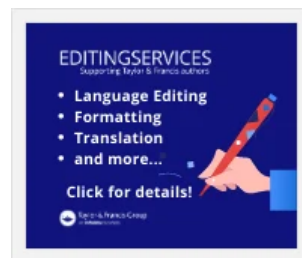 EDITINGSERVICES
Supporting Taylor & Francis authors
• Language Editing
• Formatting
• Translation
• and more...
Click for details!
Taylor & Francis Group